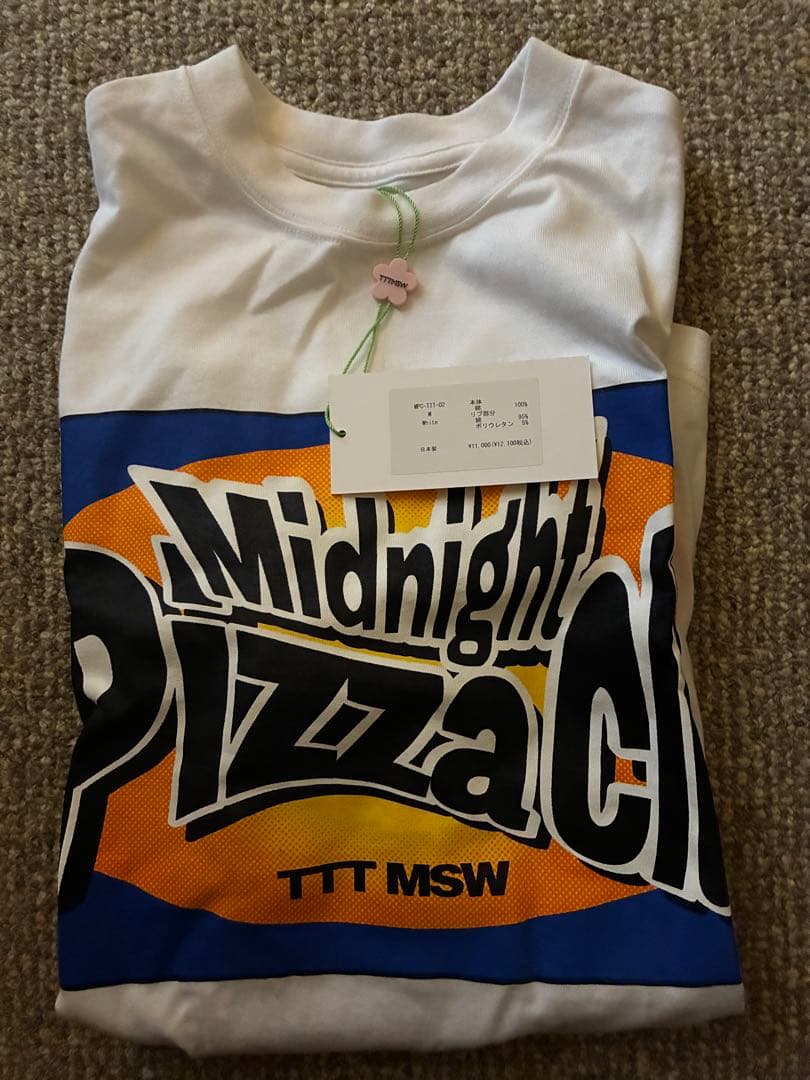 TTTMSW
MPC-TTT-02
M
White
日本製
本体
綿 100%
リブ部分
綿 95%
ポリウレタン 5%
¥11,000(¥12,100税込)
Midnight
Pizza Cl
TTT MSW